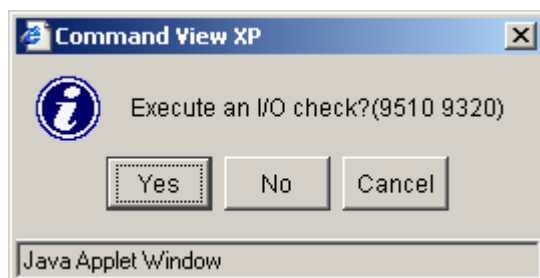 Command View XP
Execute an I/O check?(9510 9320)
Yes No Cancel
Java Applet Window